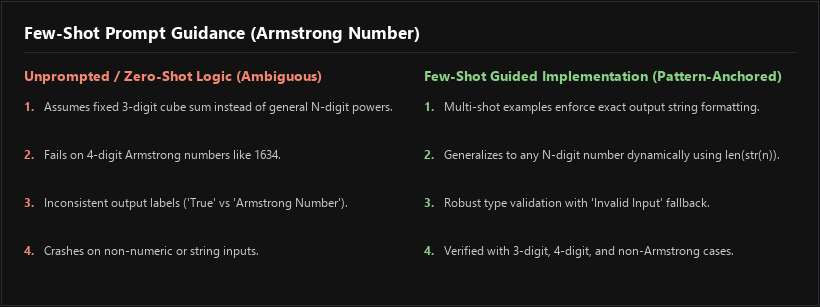 Few-Shot Prompt Guidance (Armstrong Number)
Unprompted / Zero-Shot Logic (Ambiguous)
1. Assumes fixed 3-digit cube sum instead of general N-digit powers.
2. Fails on 4-digit Armstrong numbers like 1634.
3. Inconsistent output labels ('True' vs 'Armstrong Number').
4. Crashes on non-numeric or string inputs.
Few-Shot Guided Implementation (Pattern-Anchored)
1. Multi-shot examples enforce exact output string formatting.
2. Generalizes to any N-digit number dynamically using len(str(n)).
3. Robust type validation with 'Invalid Input' fallback.
4. Verified with 3-digit, 4-digit, and non-Armstrong cases.